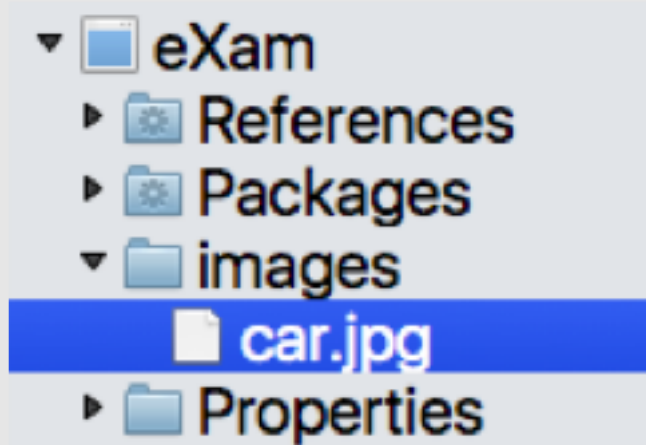 eXam
References
Packages
images
car.jpg
Properties